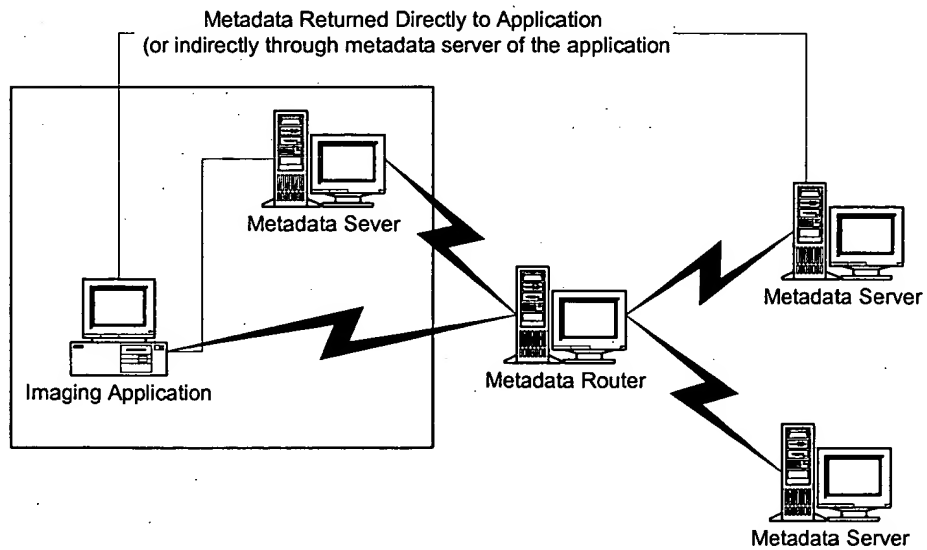 Metadata Returned Directly to Application
(or indirectly through metadata server of the application
Metadata Sever
Metadata Server
Imaging Application
Metadata Router
Metadata Server